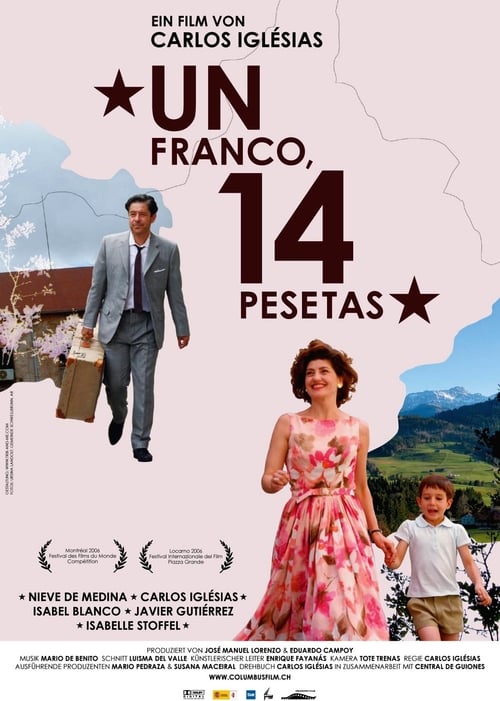 EIN FILM VON
CARLOS IGLÉSIAS
UN
FRANCO,
14
PESETAS
Montréal 2006
Festival des Films du Monde
Compétition
Locarno 2006
Festival Internazionale del Film
Piazza Grande
NIEVE DE MEDINA ★ CARLOS IGLÉSIAS
ISABEL BLANCO ★ JAVIER GUTIÉRREZ
★ ISABELLE STOFFEL ★
PRODUZIERT VON JOSÉ MANUEL LORENZO & EDUARDO CAMPOY
MUSIK MARIO DE BENITO SCHNITT LUISMA DEL VALLE KÜNSTLERISCHER LEITER ENRIQUE FAYANÁS KAMERA TOTE TRENAS REGIE CARLOS IGLÉSIAS
AUSFÜHRENDE PRODUZENTEN MARIO PEDRAZA & SUSANA MACEIRAL DREHBUCH CARLOS IGLÉSIAS IN ZUSAMMENARBEIT MIT CENTRAL DE GUIONES
WWW.COLUMBUSFILM.CH